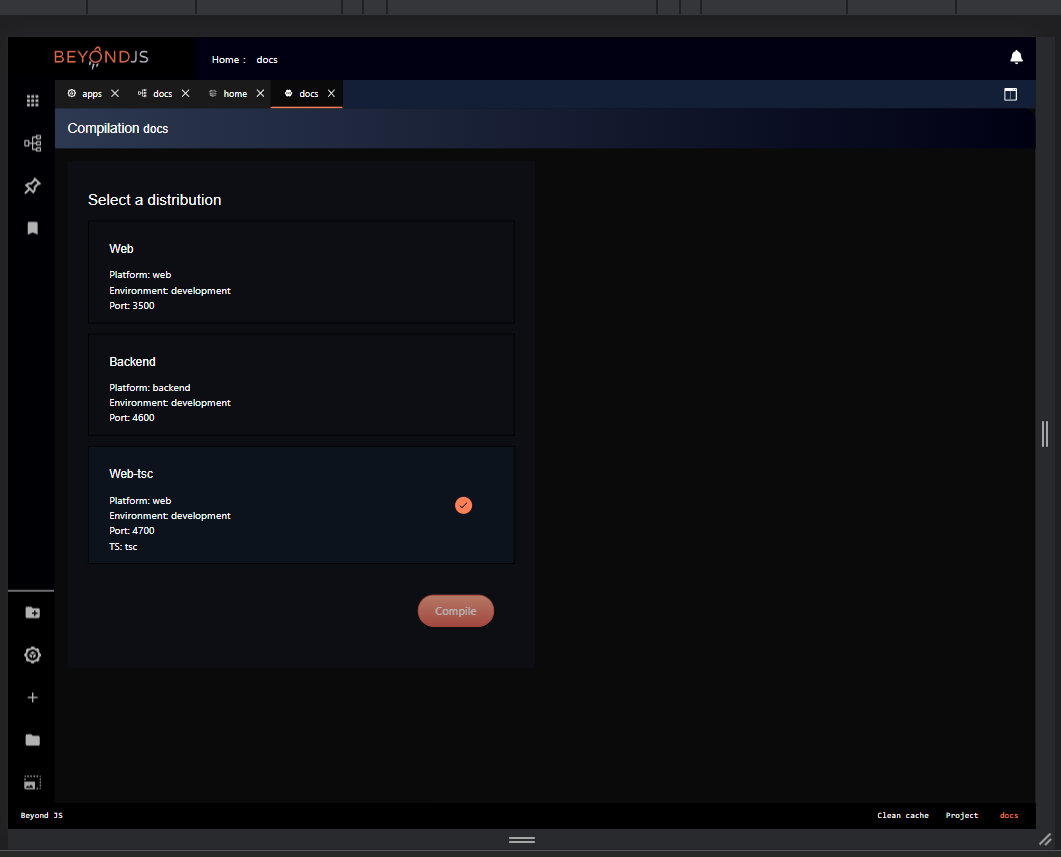 BEYONDJS
Home : docs
apps docs home docs
Compilation docs
Select a distribution
Web
Platform: web
Environment: development
Port: 3500
Backend
Platform: backend
Environment: development
Port: 4600
Web-tsc
Platform: web
Environment: development
Port: 4700
TS: tsc
Compile
Beyond JS
Clean cache Project docs